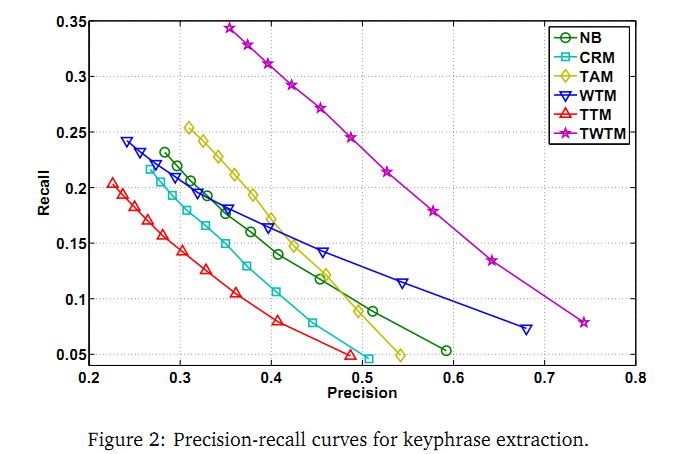 0.35
0.3
0.25
0.2
0.15
0.1
0.05
Recall
0.2 0.3 0.4 0.5 0.6 0.7 0.8
Precision
NB
CRM
TAM
WTM
TTM
TWTM
Figure 2: Precision-recall curves for keyphrase extraction.